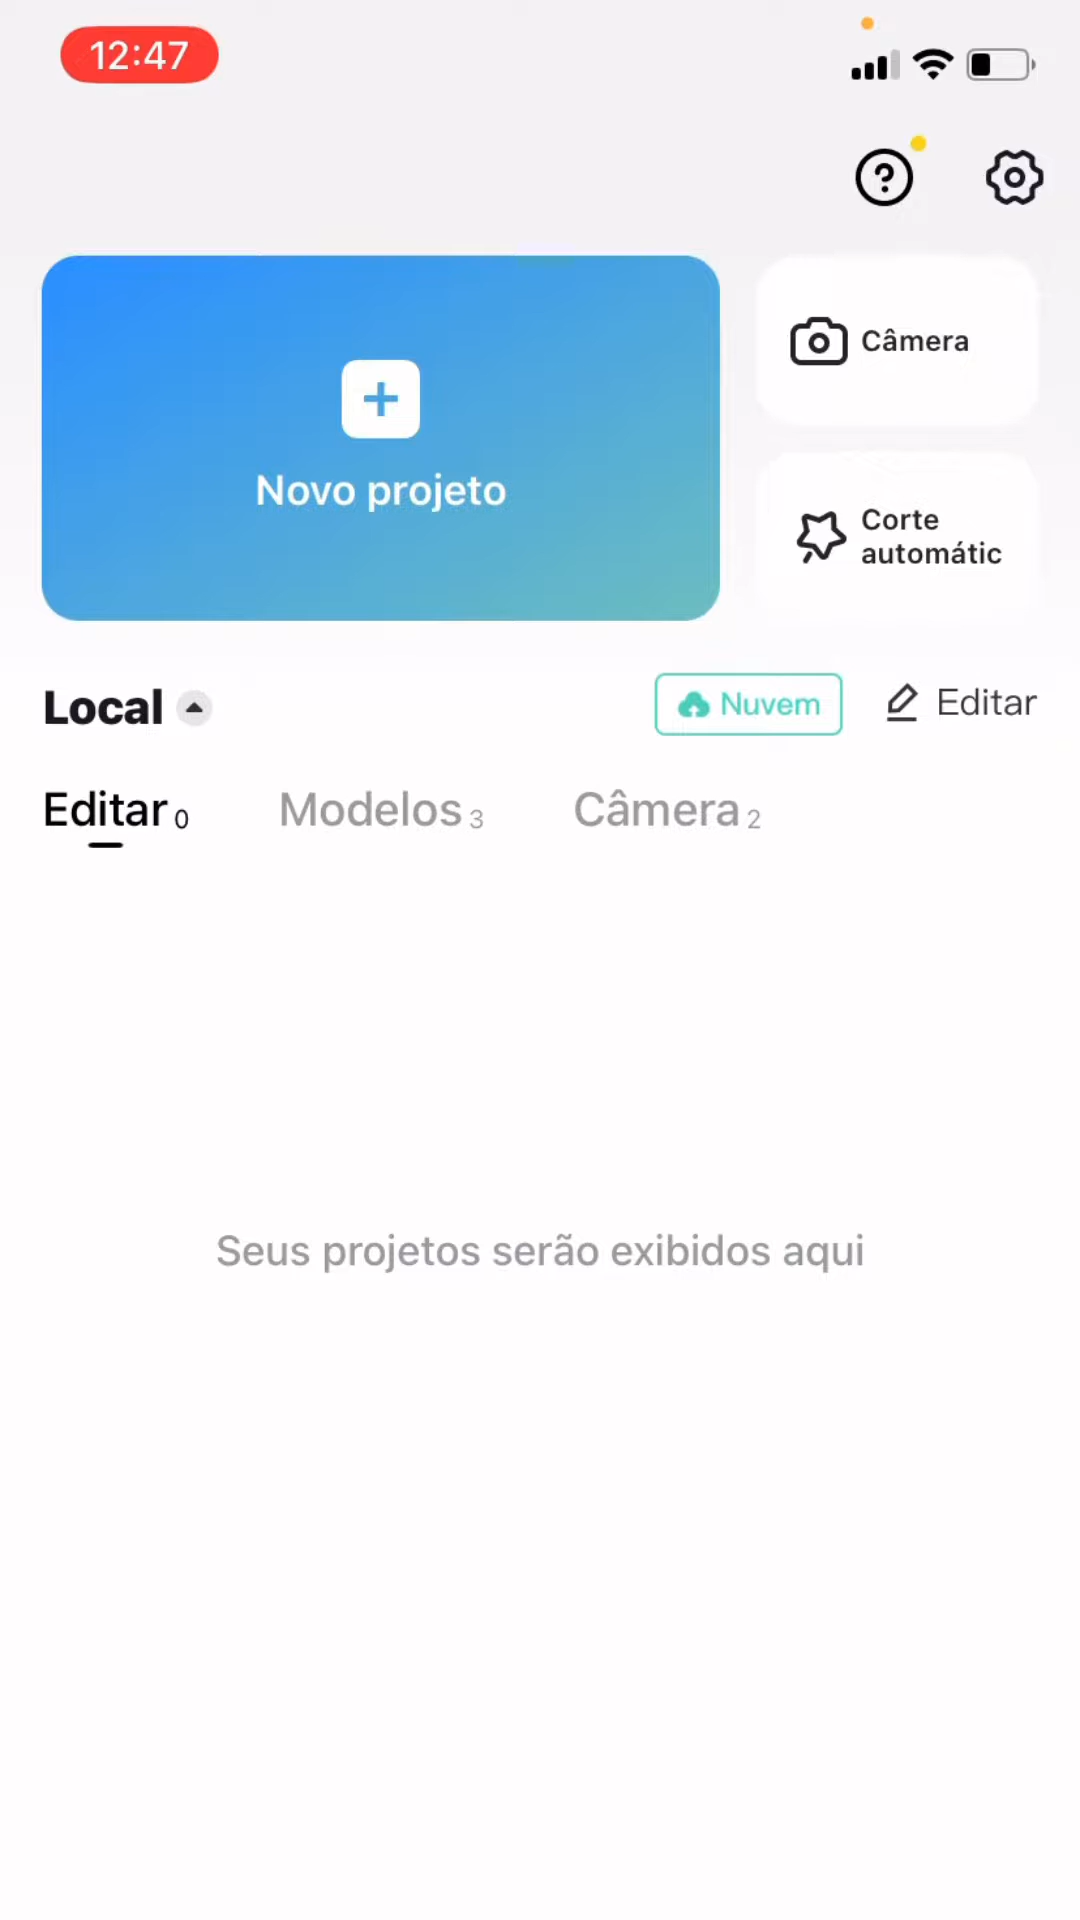 12:47
Novo projeto
Câmera
Corte
automátic
Local
Nuvem
Editar
Editar 0
Modelos 3
Câmera 2
Seus projetos serão exibidos aqui